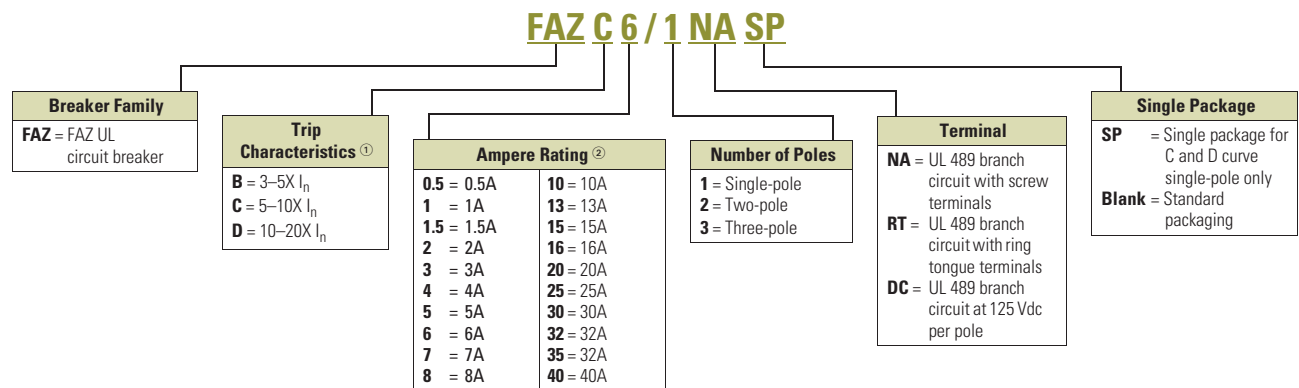 FAZ C 6 / 1 NA SP
Breaker Family
FAZ = FAZ UL
circuit breaker
Trip
Characteristics ①
B = 3–5X In
C = 5–10X In
D = 10–20X In
Ampere Rating ②
0.5 = 0.5A
1 = 1A
1.5 = 1.5A
2 = 2A
3 = 3A
4 = 4A
5 = 5A
6 = 6A
7 = 7A
8 = 8A
10 = 10A
13 = 13A
15 = 15A
16 = 16A
20 = 20A
25 = 25A
30 = 30A
32 = 32A
35 = 32A
40 = 40A
Number of Poles
1 = Single-pole
2 = Two-pole
3 = Three-pole
Terminal
NA = UL 489 branch
circuit with screw
terminals
RT = UL 489 branch
circuit with ring
tongue terminals
DC = UL 489 branch
circuit at 125 Vdc
per pole
Single Package
SP = Single package for
C and D curve
single-pole only
Blank = Standard
packaging